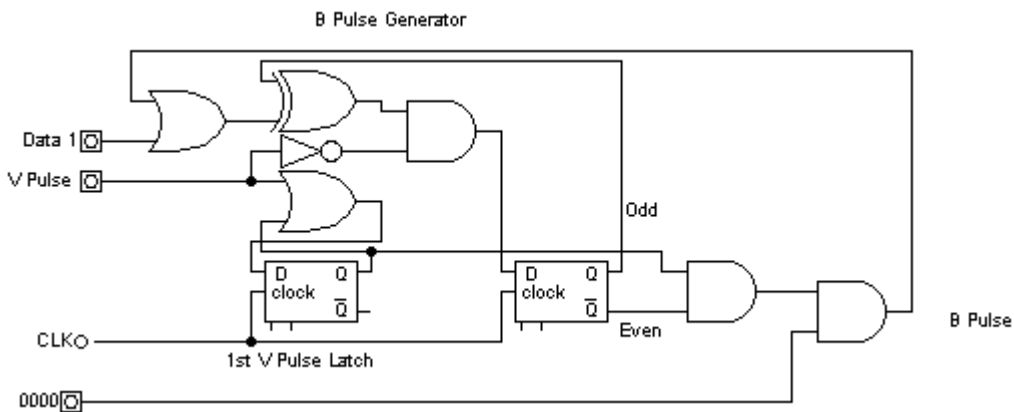 B Pulse Generator
Data 1
V Pulse
Odd
D Q
clock
Q
D Q
clock
Q
Even
B Pulse
CLK
1st V Pulse Latch
0000